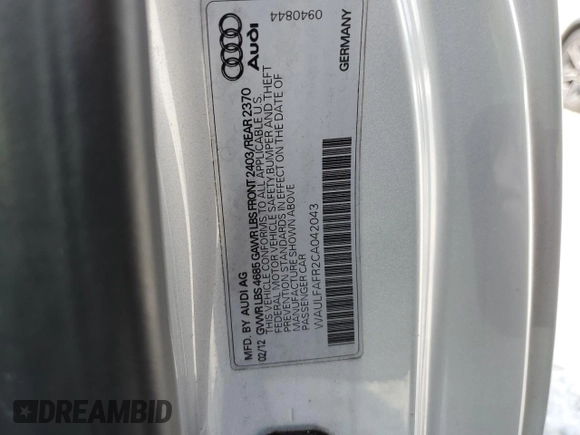 0940844
Audi
GERMANY
MFD. BY AUDI AG
02/12 GVWR LBS 4685 GAWR LBS FRONT 2403/REAR 2370
THIS VEHICLE CONFORMS TO ALL APPLICABLE U.S.
FEDERAL MOTOR VEHICLE SAFETY BUMPER AND THEFT
PREVENTION STANDARDS IN EFFECT ON THE DATE OF
MANUFACTURE SHOWN ABOVE
PASSENGER CAR
WAULFAFR2CA042043
DREAMBID